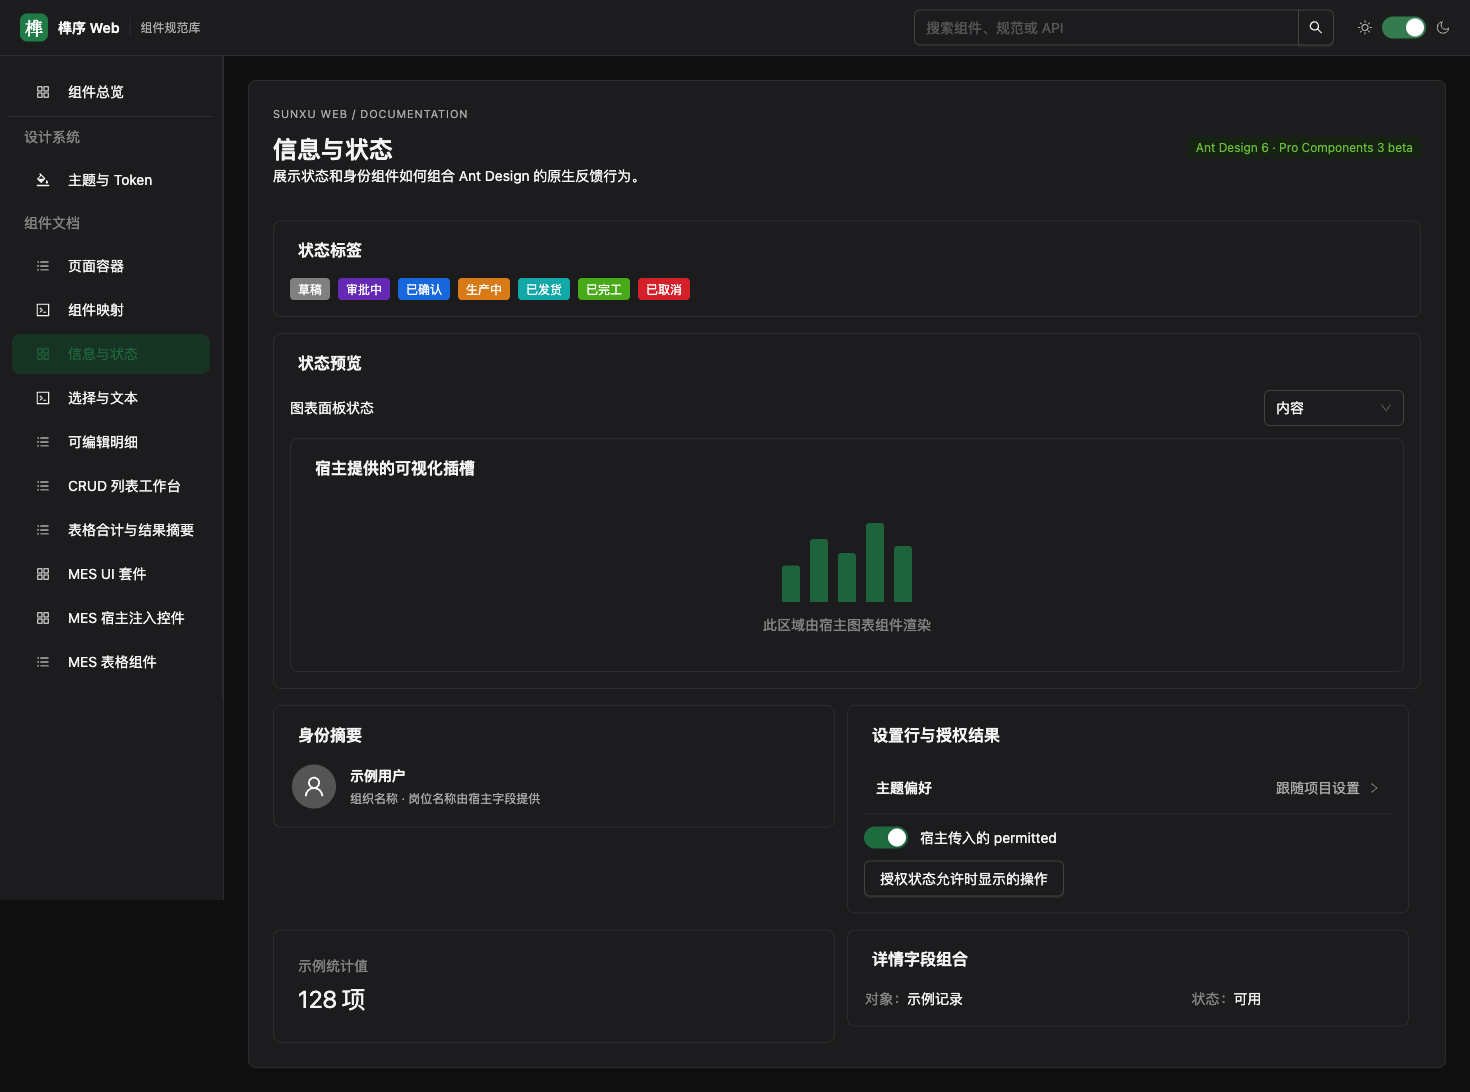 榫 榫序 Web 组件规范库
搜索组件、规范或 API
组件总览
设计系统
主题与 Token
组件文档
页面容器
组件映射
信息与状态
选择与文本
可编辑明细
CRUD 列表工作台
表格合计与结果摘要
MES UI 套件
MES 宿主注入控件
MES 表格组件
SUNXU WEB / DOCUMENTATION
信息与状态
Ant Design 6 · Pro Components 3 beta
展示状态和身份组件如何组合 Ant Design 的原生反馈行为。
状态标签
草稿 审批中 已确认 生产中 已发货 已完工 已取消
状态预览
图表面板状态 内容
宿主提供的可视化插槽
此区域由宿主图表组件渲染
身份摘要
示例用户
组织名称 · 岗位名称由宿主字段提供
设置行与授权结果
主题偏好 跟随项目设置
宿主传入的 permitted
授权状态允许时显示的操作
示例统计值
128 项
详情字段组合
对象: 示例记录 状态: 可用